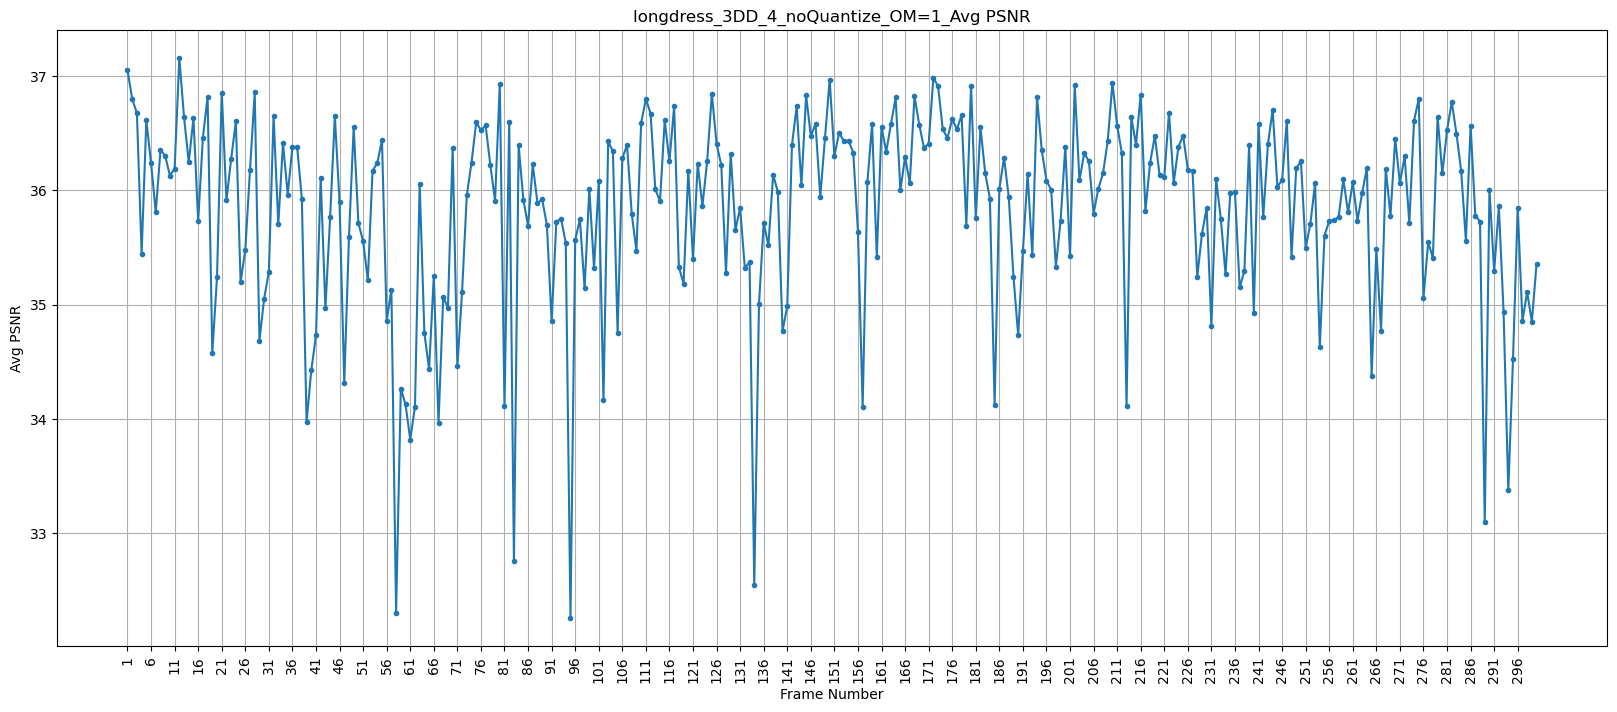 longdress_3DD_4_noQuantize_OM=1_Avg PSNR
37
36
35
34
33
Avg PSNR
1 6 11 16 21 26 31 36 41 46 51 56 61 66 71 76 81 86 91 96 101 106 111 116 121 126 131 136 141 146 151 156 161 166 171 176 181 186 191 196 201 206 211 216 221 226 231 236 241 246 251 256 261 266 271 276 281 286 291 296
Frame Number